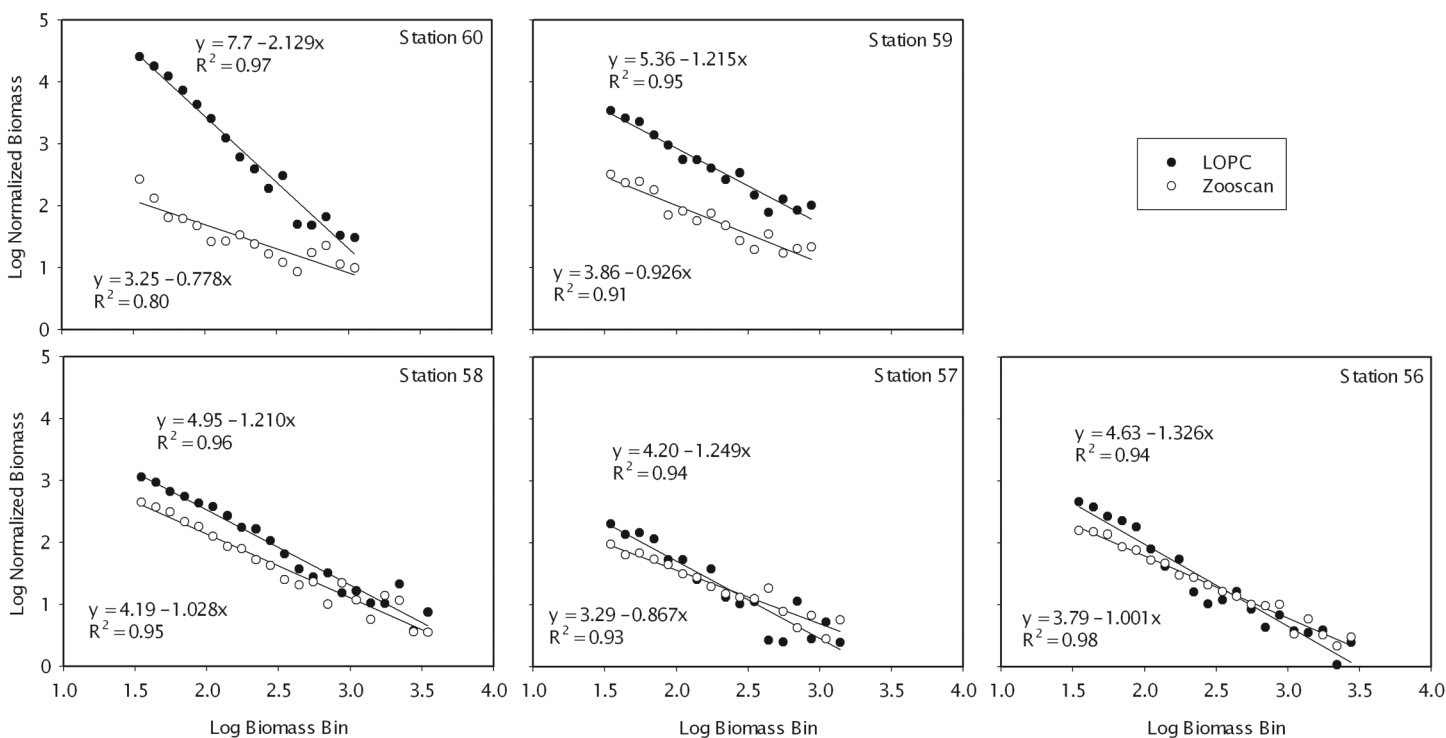 Station 60
y = 7.7 – 2.129x
R² = 0.97
y = 3.25 – 0.778x
R² = 0.80
5
4
3
2
1
0
Log Normalized Biomass
Station 59
y = 5.36 – 1.215x
R² = 0.95
y = 3.86 – 0.926x
R² = 0.91
LOPC
Zooscan
Station 58
y = 4.95 – 1.210x
R² = 0.96
y = 4.19 – 1.028x
R² = 0.95
5
4
3
2
1
0
Log Normalized Biomass
1.0 1.5 2.0 2.5 3.0 3.5 4.0
Log Biomass Bin
Station 57
y = 4.20 – 1.249x
R² = 0.94
y = 3.29 – 0.867x
R² = 0.93
1.0 1.5 2.0 2.5 3.0 3.5 4.0
Log Biomass Bin
Station 56
y = 4.63 – 1.326x
R² = 0.94
y = 3.79 – 1.001x
R² = 0.98
1.0 1.5 2.0 2.5 3.0 3.5 4.0
Log Biomass Bin